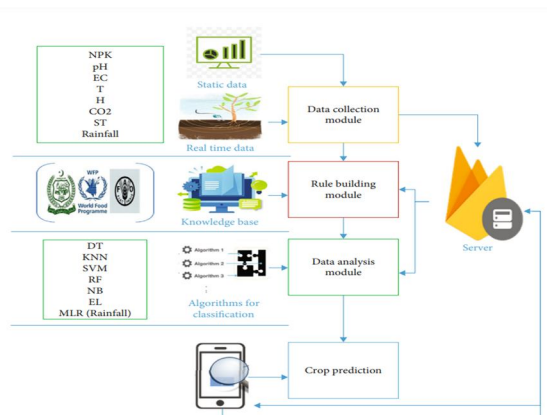 NPK
pH
EC
T
H
CO2
ST
Rainfall
Static data
Real time data
Data collection
module
WFP
World Food
Programme
Knowledge base
Rule building
module
Server
DT
KNN
SVM
RF
NB
EL
MLR (Rainfall)
Algorithm 1
Algorithm 2
Algorithm 3
Algorithms for
classification
Data analysis
module
Crop prediction